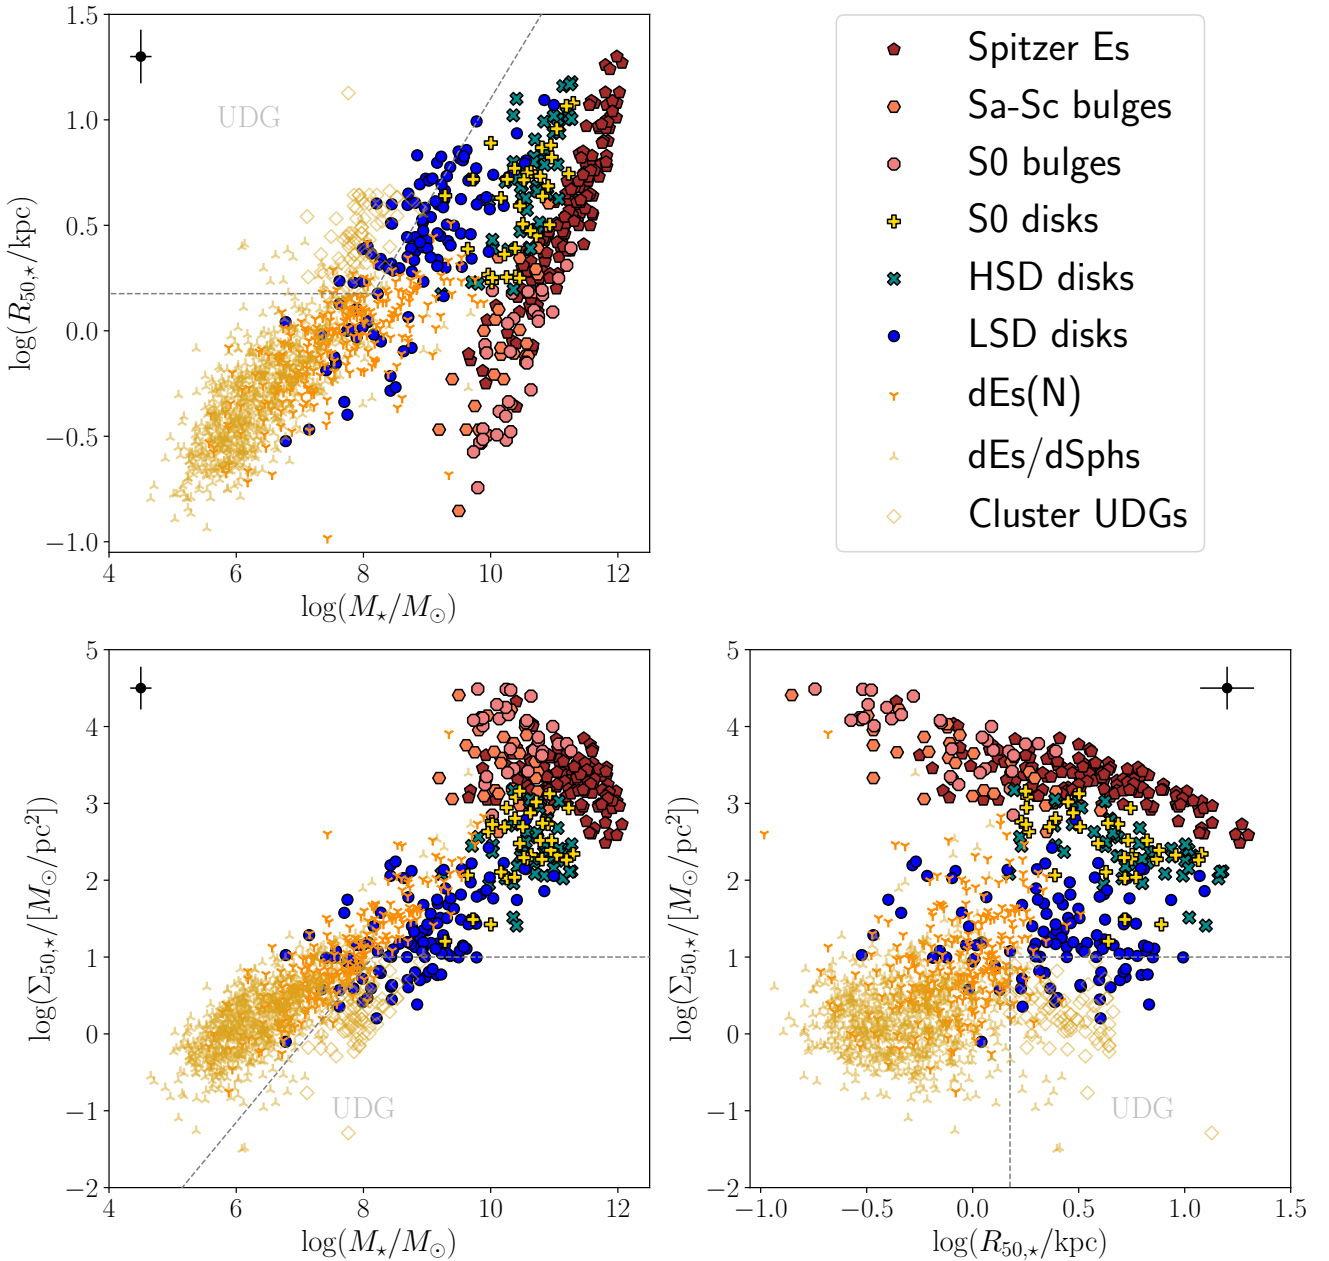 1.5
1.0
0.5
0.0
−0.5
−1.0
log(R50,⋆/kpc)
UDG
4 6 8 10 12
log(M⋆/M⊙)
Spitzer Es
Sa-Sc bulges
S0 bulges
S0 disks
HSD disks
LSD disks
dEs(N)
dEs/dSphs
Cluster UDGs
5
4
3
2
1
0
−1
−2
log(Σ50,⋆/[M⊙/pc²])
UDG
4 6 8 10 12
log(M⋆/M⊙)
5
4
3
2
1
0
−1
−2
log(Σ50,⋆/[M⊙/pc²])
UDG
−1.0 −0.5 0.0 0.5 1.0 1.5
log(R50,⋆/kpc)